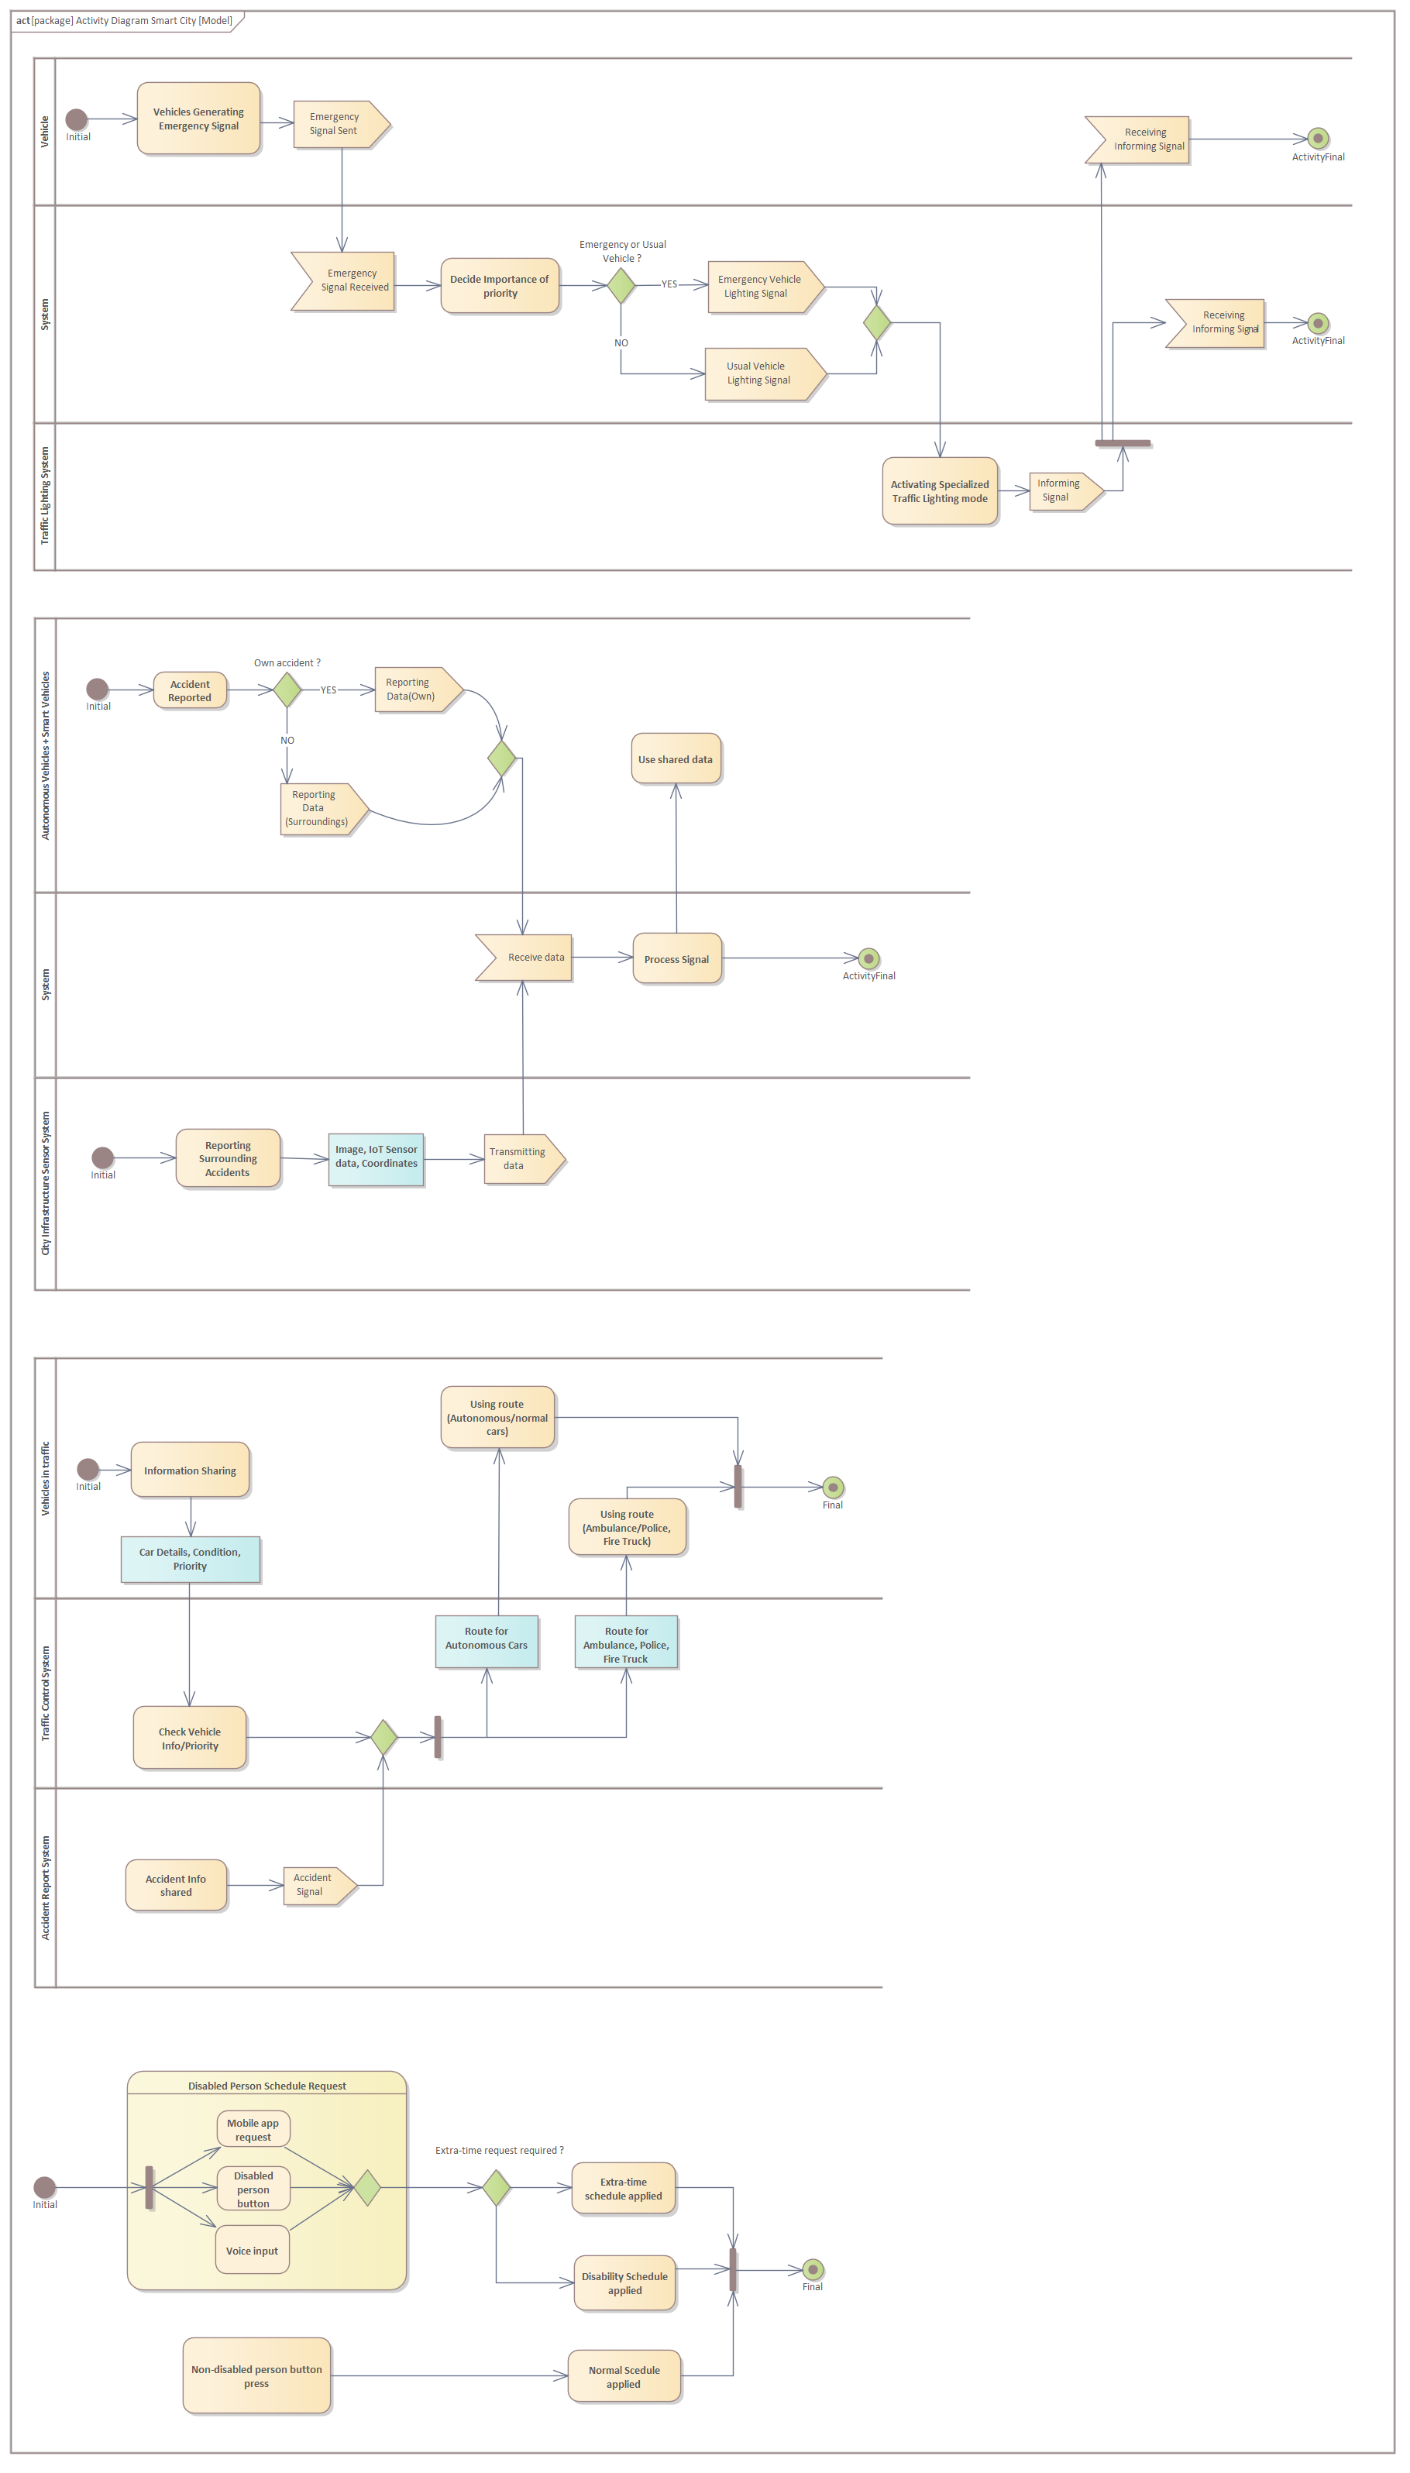 act [package] Activity Diagram Smart City [Model]
Vehicle
Initial
Vehicles Generating
Emergency Signal
Emergency
Signal Sent
Receiving
Informing Signal
ActivityFinal
System
Emergency
Signal Received
Decide Importance of
priority
Emergency or Usual
Vehicle ?
YES
NO
Emergency Vehicle
Lighting Signal
Usual Vehicle
Lighting Signal
Receiving
Informing Signal
ActivityFinal
Traffic Lighting System
Activating Specialized
Traffic Lighting mode
Informing
Signal
Autonomous Vehicles + Smart Vehicles
Initial
Accident
Reported
Own accident ?
YES
NO
Reporting
Data(Own)
Reporting
Data
(Surroundings)
Use shared data
System
Receive data
Process Signal
ActivityFinal
City Infrastructure Sensor System
Initial
Reporting
Surrounding
Accidents
Image, IoT Sensor
data, Coordinates
Transmitting
data
Vehicles in traffic
Initial
Information Sharing
Car Details, Condition,
Priority
Using route
(Autonomous/normal
cars)
Using route
(Ambulance/Police,
Fire Truck)
Final
Traffic Control System
Route for
Autonomous Cars
Route for
Ambulance, Police,
Fire Truck
Check Vehicle
Info/Priority
Accident Report System
Accident Info
shared
Accident
Signal
Initial
Disabled Person Schedule Request
Mobile app
request
Disabled
person
button
Voice input
Extra-time request required ?
Extra-time
schedule applied
Disability Schedule
applied
Final
Non-disabled person button
press
Normal Scedule
applied